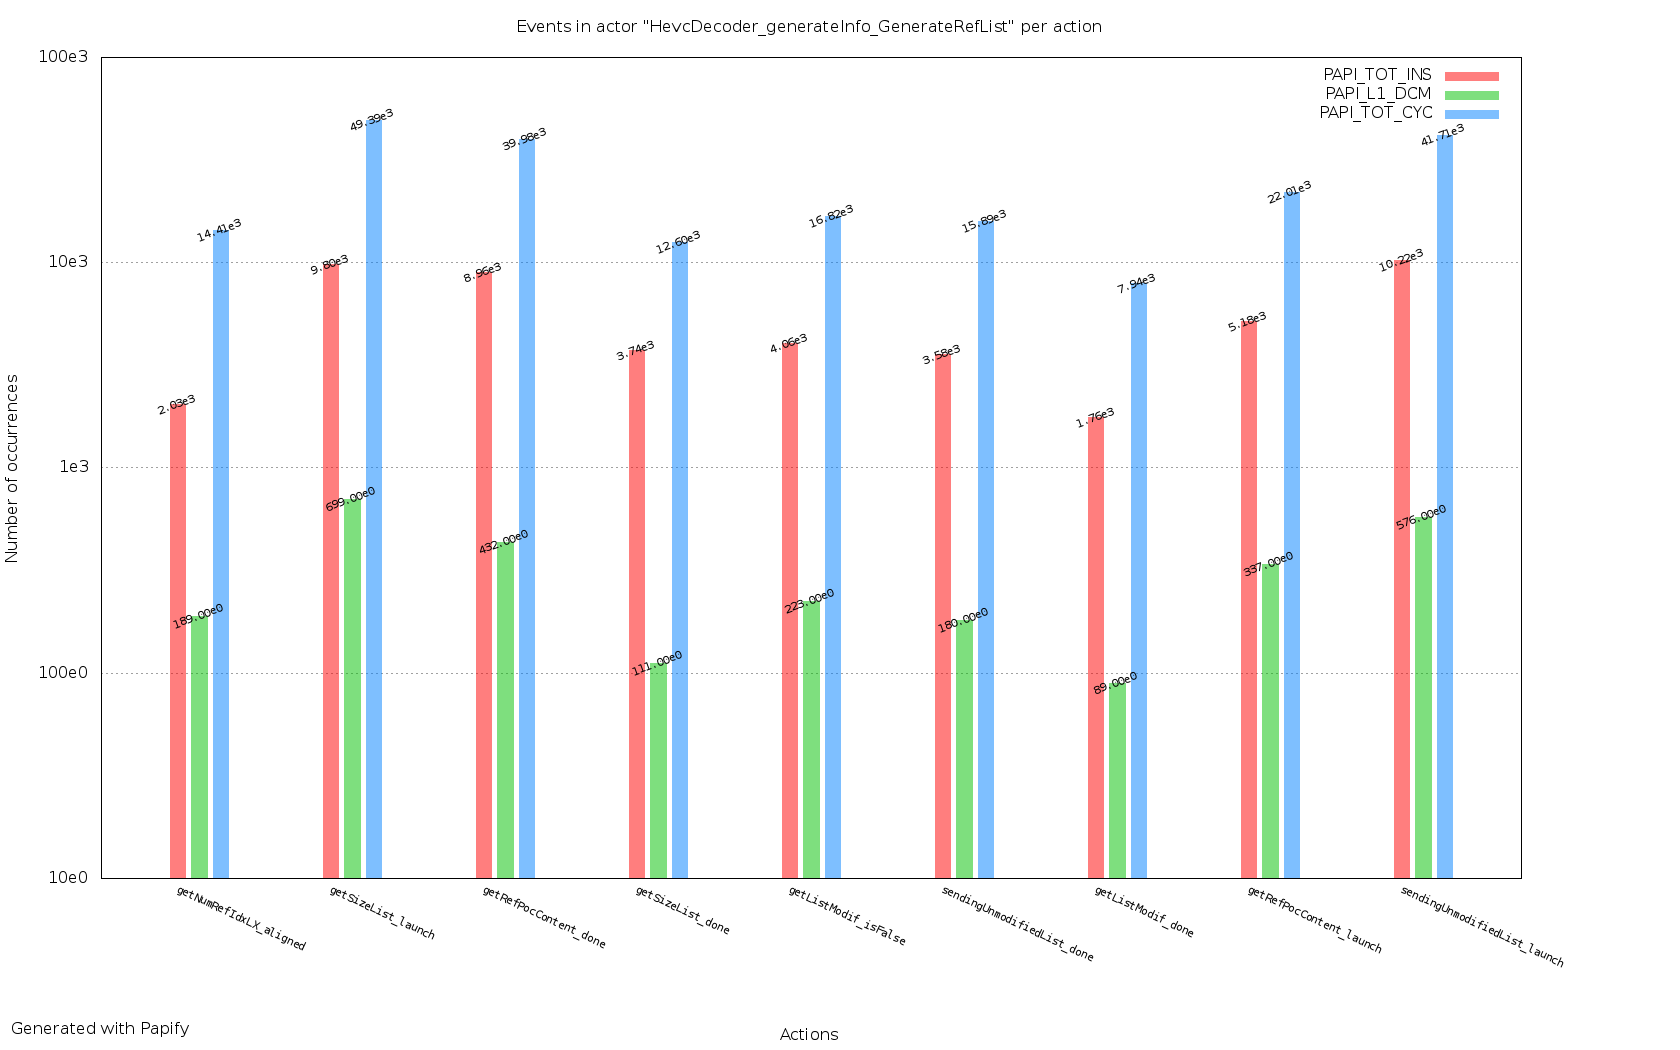 Events in actor "HevcDecoder_generateInfo_GenerateRefList" per action
100e3
10e3
1e3
100e0
10e0
Number of occurrences
PAPI_TOT_INS
PAPI_L1_DCM
PAPI_TOT_CYC
2.03e3
189.00e0
14.41e3
9.80e3
699.00e0
49.39e3
8.96e3
432.00e0
39.98e3
3.74e3
111.00e0
12.60e3
4.06e3
223.00e0
16.82e3
3.58e3
180.00e0
15.89e3
1.76e3
89.00e0
7.94e3
5.18e3
337.00e0
22.01e3
10.22e3
576.00e0
41.71e3
getNumRefIdxLX_aligned
getSizeList_launch
getRefPocContent_done
getSizeList_done
getListModif_isFalse
sendingUnmodifiedList_done
getListModif_done
getRefPocContent_launch
sendingUnmodifiedList_launch
Generated with Papify
Actions